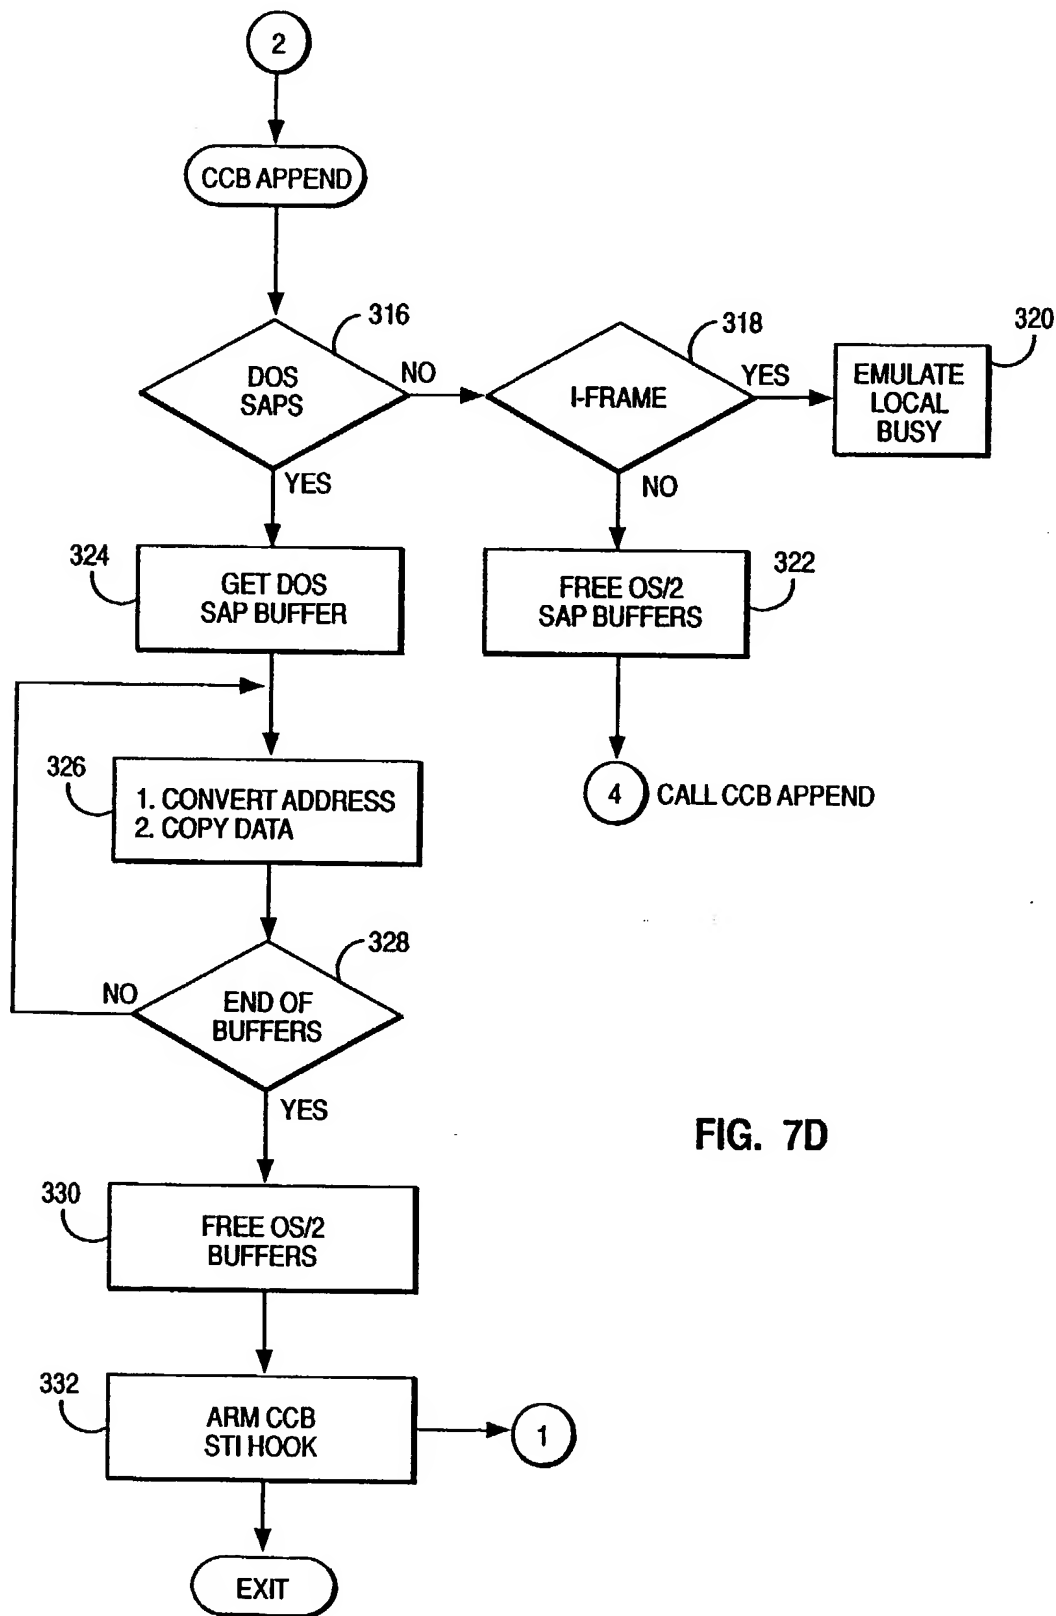 2
CCB APPEND
316
DOS
SAPS
NO
318
I-FRAME
YES
320
EMULATE
LOCAL
BUSY
YES
NO
324
GET DOS
SAP BUFFER
322
FREE OS/2
SAP BUFFERS
326
1. CONVERT ADDRESS
2. COPY DATA
4 CALL CCB APPEND
328
NO
END OF
BUFFERS
YES
FIG. 7D
330
FREE OS/2
BUFFERS
332
ARM CCB
STI HOOK
1
EXIT